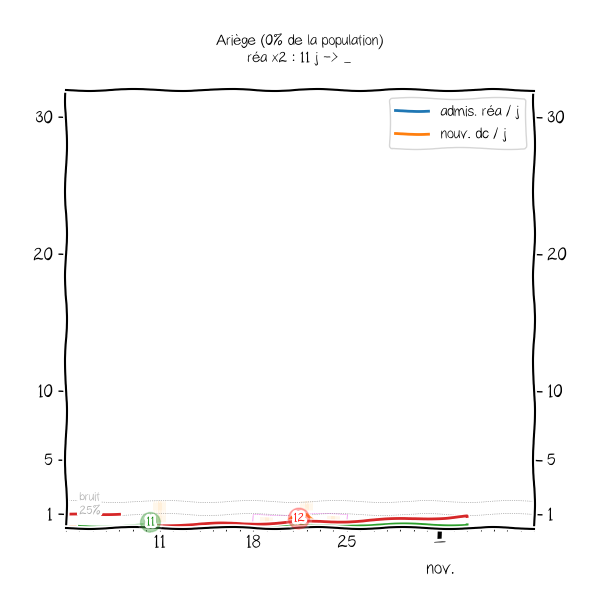 Ariège (0% de la population)
réa x2 : 11 j -> _
admis. réa / j
nouv. dc / j
30
30
20
20
10
10
5
5
bruit
25%
1
1
11
12
11
18
25
1
nov.